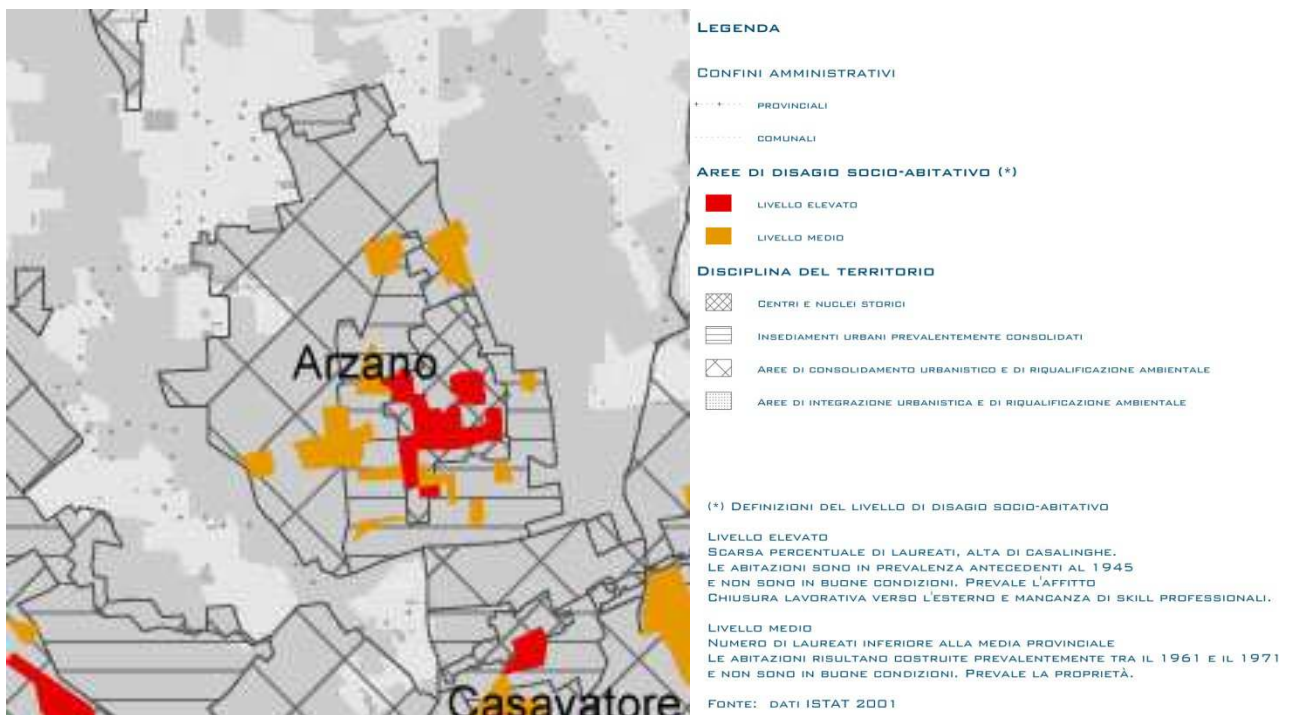 Arzano
Casavatore
LEGENDA
CONFINI AMMINISTRATIVI
PROVINCIALI
COMUNALI
AREE DI DISAGIO SOCIO-ABITATIVO (*)
LIVELLO ELEVATO
LIVELLO MEDIO
DISCIPLINA DEL TERRITORIO
CENTRI E NUCLEI STORICI
INSEDIAMENTI URBANI PREVALENTEMENTE CONSOLIDATI
AREE DI CONSOLIDAMENTO URBANISTICO E DI RIQUALIFICAZIONE AMBIENTALE
AREE DI INTEGRAZIONE URBANISTICA E DI RIQUALIFICAZIONE AMBIENTALE
(*) DEFINIZIONI DEL LIVELLO DI DISAGIO SOCIO-ABITATIVO
LIVELLO ELEVATO
SCARSA PERCENTUALE DI LAUREATI, ALTA DI CASALINGHE.
LE ABITAZIONI SONO IN PREVALENZA ANTECEDENTI AL 1945
E NON SONO IN BUONE CONDIZIONI. PREVALE L'AFFITTO
CHIUSURA LAVORATIVA VERSO L'ESTERNO E MANCANZA DI SKILL PROFESSIONALI.
LIVELLO MEDIO
NUMERO DI LAUREATI INFERIORE ALLA MEDIA PROVINCIALE
LE ABITAZIONI RISULTANO COSTRUITE PREVALENTEMENTE TRA IL 1961 E IL 1971
E NON SONO IN BUONE CONDIZIONI. PREVALE LA PROPRIETÀ.
FONTE: DATI ISTAT 2001